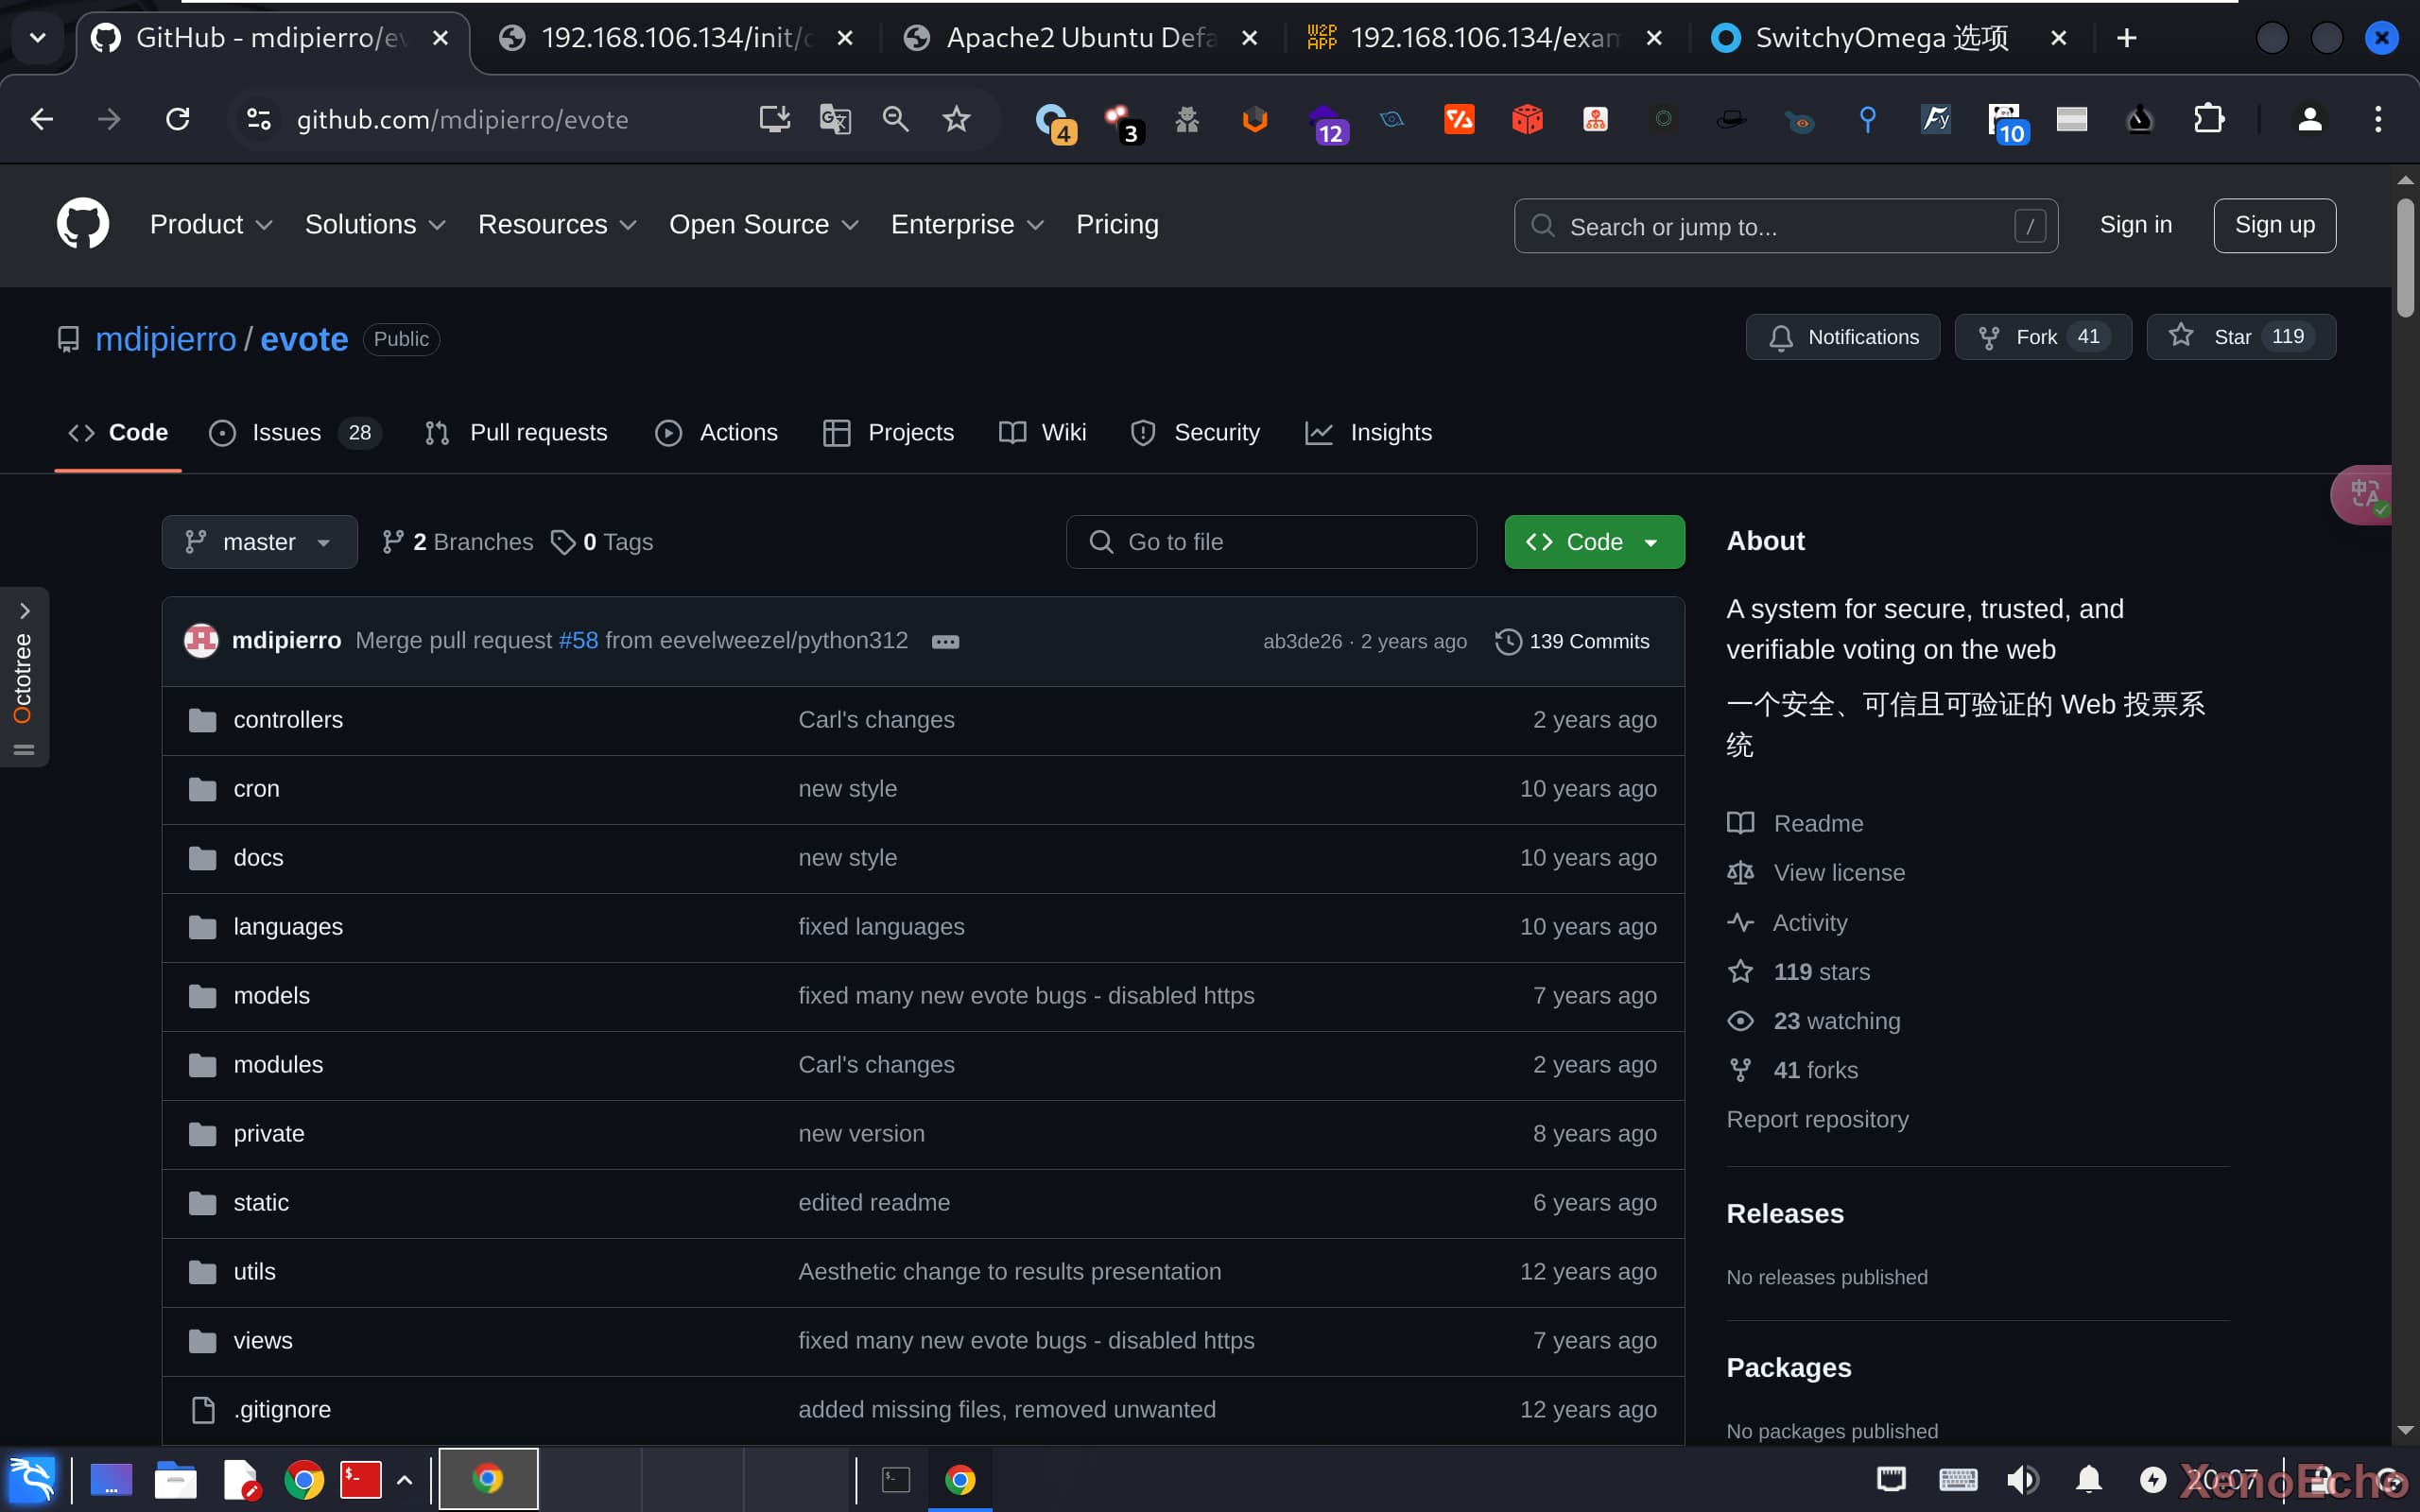 GitHub - mdipierro/ev
192.168.106.134/init/
Apache2 Ubuntu Defa
W2P APP
192.168.106.134/exam
SwitchyOmega 选项
github.com/mdipierro/evote
4
3
12
10
Product
Solutions
Resources
Open Source
Enterprise
Pricing
Search or jump to...
/
Sign in
Sign up
mdipierro / evote
Public
Notifications
Fork 41
Star 119
Code
Issues 28
Pull requests
Actions
Projects
Wiki
Security
Insights
master
2 Branches
0 Tags
Go to file
Code
Octotree
mdipierro Merge pull request #58 from eevelweezel/python312
ab3de26 · 2 years ago
139 Commits
controllers Carl's changes 2 years ago
cron new style 10 years ago
docs new style 10 years ago
languages fixed languages 10 years ago
models fixed many new evote bugs - disabled https 7 years ago
modules Carl's changes 2 years ago
private new version 8 years ago
static edited readme 6 years ago
utils Aesthetic change to results presentation 12 years ago
views fixed many new evote bugs - disabled https 7 years ago
.gitignore added missing files, removed unwanted 12 years ago
About
A system for secure, trusted, and
verifiable voting on the web
一个安全、可信且可验证的 Web 投票系
统
Readme
View license
Activity
119 stars
23 watching
41 forks
Report repository
Releases
No releases published
Packages
No packages published
20:07
XenoEcho